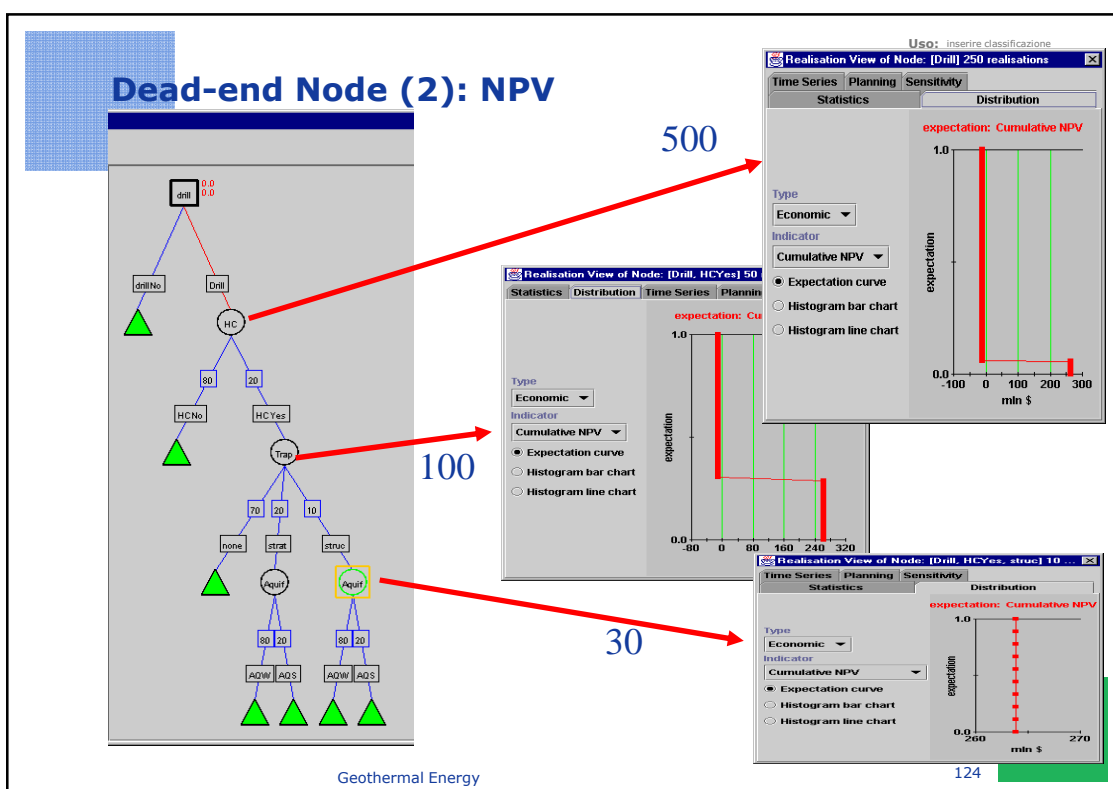 Uso: inserire classificazione
Dead-end Node (2): NPV
drill
0.0
0.0
drillNo
Drill
HC
80
20
HCNo
HCYes
Trap
70
20
10
none
strat
struc
Aquif
Aquif
80
20
80
20
AQW
AQS
AQW
AQS
500
100
30
Realisation View of Node: [Drill] 250 realisations
Time Series Planning Sensitivity
Statistics Distribution
expectation: Cumulative NPV
1.0
Type
Economic
Indicator
Cumulative NPV
Expectation curve
Histogram bar chart
Histogram line chart
expectation
0.0
-100 0 100 200 300
mln $
Realisation View of Node: [Drill, HCYes] 50
Statistics Distribution Time Series Plannin
expectation: Cu
1.0
Type
Economic
Indicator
Cumulative NPV
Expectation curve
Histogram bar chart
Histogram line chart
expectation
0.0
-80 0 80 160 240 320
Realisation View of Node: [Drill, HCYes, struc] 10 ...
Time Series Planning Sensitivity
Statistics Distribution
expectation: Cumulative NPV
1.0
Type
Economic
Indicator
Cumulative NPV
Expectation curve
Histogram bar chart
Histogram line chart
expectation
0.0
260 270
mln $
Geothermal Energy
124